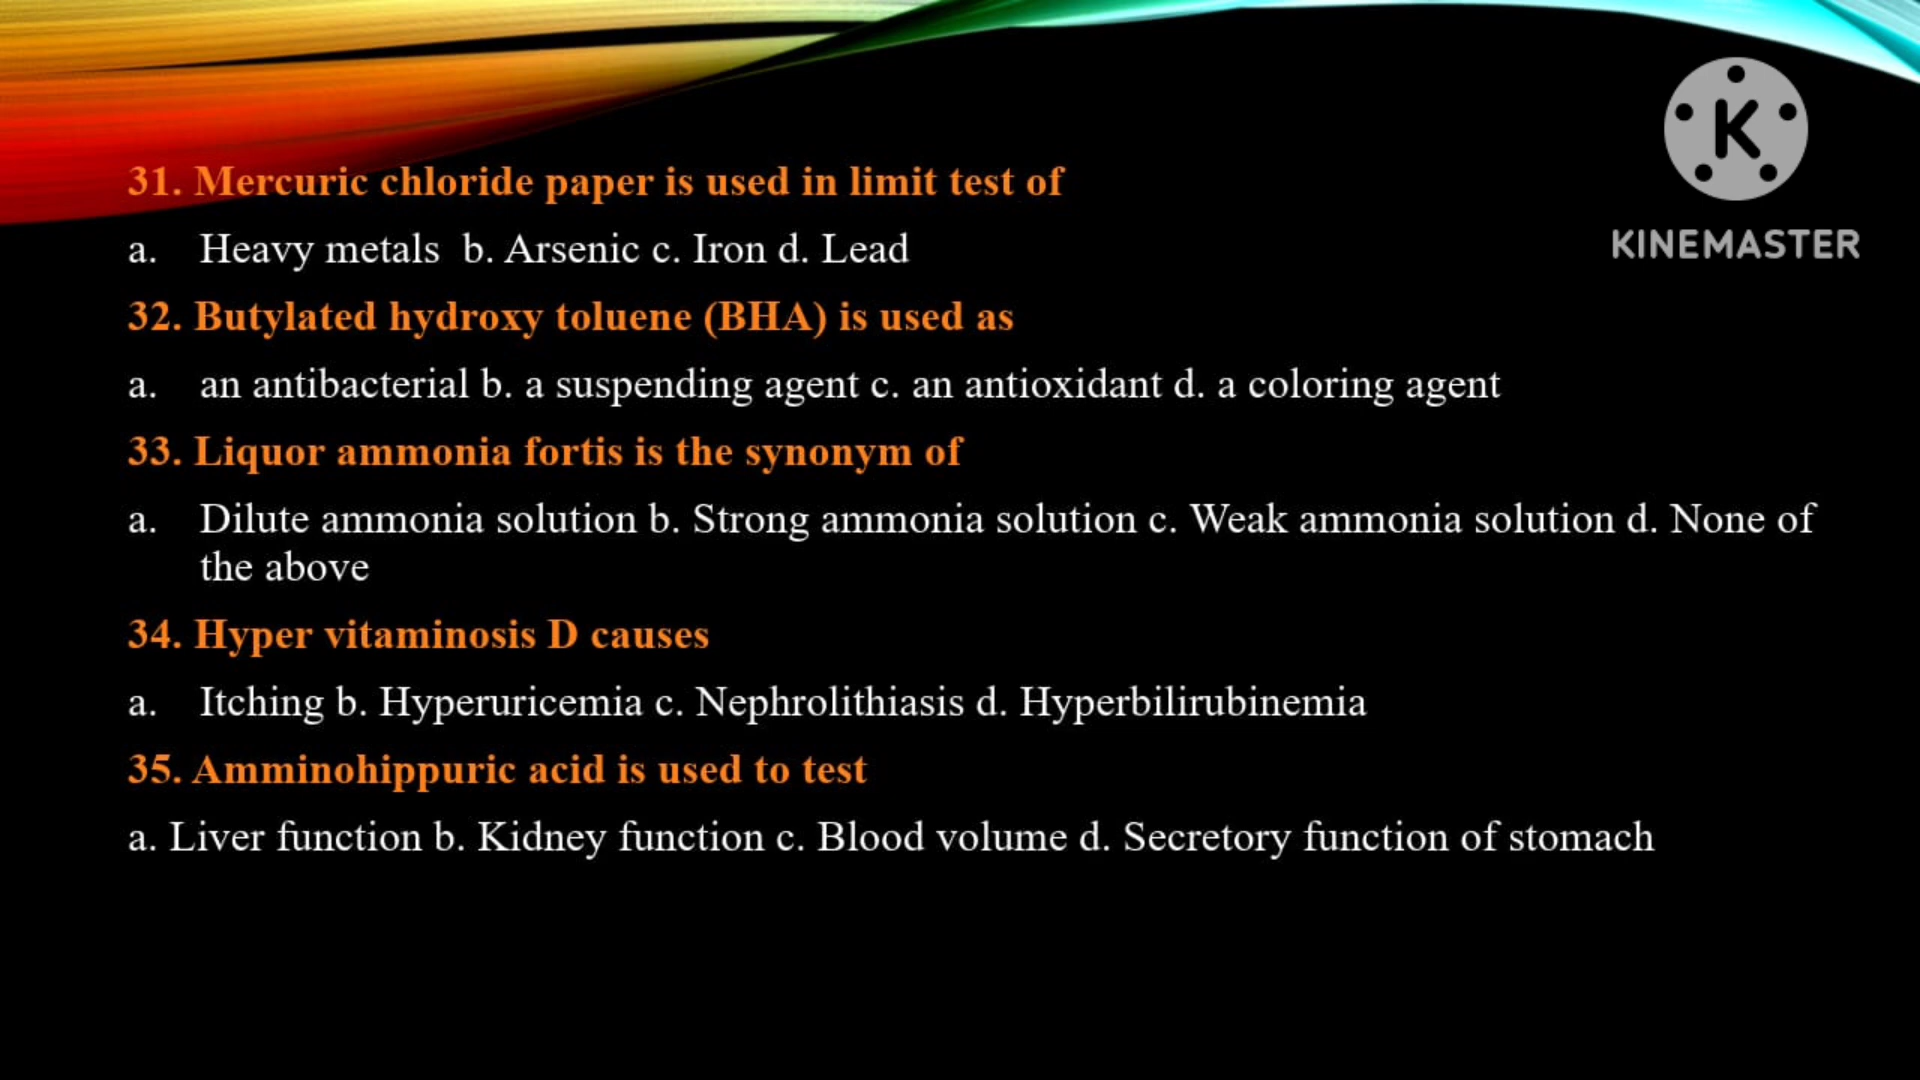 31. Mercuric chloride paper is used in limit test of
a. Heavy metals b. Arsenic c. Iron d. Lead
32. Butylated hydroxy toluene (BHA) is used as
a. an antibacterial b. a suspending agent c. an antioxidant d. a coloring agent
33. Liquor ammonia fortis is the synonym of
a. Dilute ammonia solution b. Strong ammonia solution c. Weak ammonia solution d. None of
the above
34. Hyper vitaminosis D causes
a. Itching b. Hyperuricemia c. Nephrolithiasis d. Hyperbilirubinemia
35. Amminohippuric acid is used to test
a. Liver function b. Kidney function c. Blood volume d. Secretory function of stomach
K
KINEMASTER